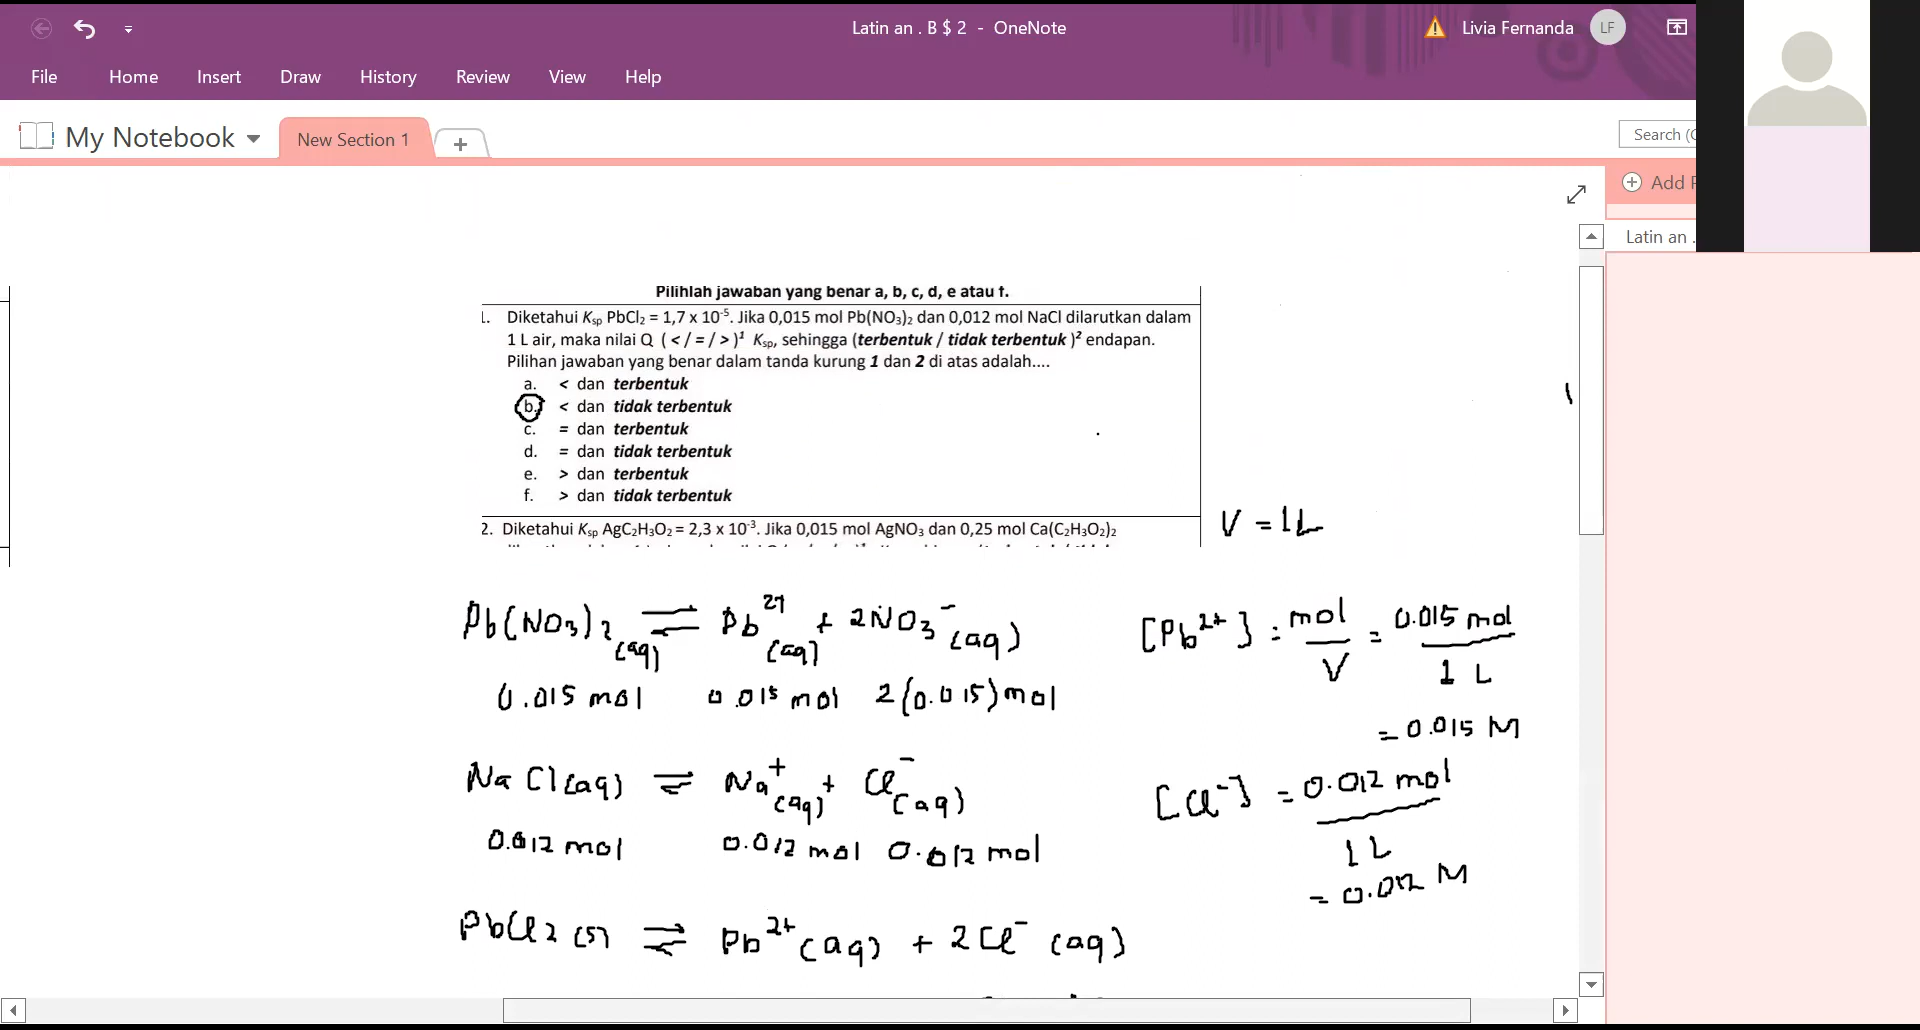 Latin an . B $ 2 - OneNote
Livia Fernanda
LF
File Home Insert Draw History Review View Help
My Notebook
New Section 1
+
Search (
Add
Latin an .
Pilihlah jawaban yang benar a, b, c, d, e atau f.
1. Diketahui Ksp PbCl₂ = 1,7 x 10⁻⁵. Jika 0,015 mol Pb(NO₃)₂ dan 0,012 mol NaCl dilarutkan dalam
1 L air, maka nilai Q ( < / = / > )¹ Ksp, sehingga (terbentuk / tidak terbentuk )² endapan.
Pilihan jawaban yang benar dalam tanda kurung 1 dan 2 di atas adalah....
a. < dan terbentuk
b. < dan tidak terbentuk
c. = dan terbentuk
d. = dan tidak terbentuk
e. > dan terbentuk
f. > dan tidak terbentuk
2. Diketahui Ksp AgC₂H₃O₂ = 2,3 x 10⁻³. Jika 0,015 mol AgNO₃ dan 0,25 mol Ca(C₂H₃O₂)₂
V = 1L
Pb(NO₃)₂ (aq) ⇌ Pb²⁺ (aq) + 2NO₃⁻ (aq)
0.015 mol 0.015 mol 2(0.015) mol
[Pb²⁺] = mol / V = 0.015 mol / 1 L
= 0.015 M
NaCl (aq) ⇌ Na⁺ (aq) + Cl⁻ (aq)
0.012 mol 0.012 mol 0.012 mol
[Cl⁻] = 0.012 mol / 1 L
= 0.012 M
PbCl₂ (s) ⇌ Pb²⁺ (aq) + 2Cl⁻ (aq)